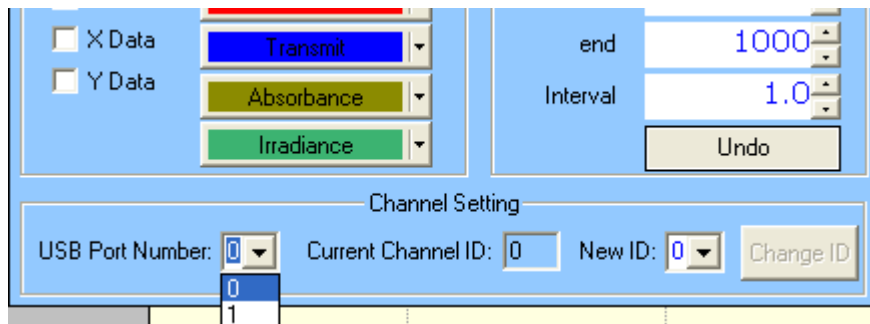 X Data
Transmit
end
1000
Y Data
Absorbance
Interval
1.0
Irradiance
Undo
Channel Setting
USB Port Number: 0
Current Channel ID: 0
New ID: 0
Change ID
0
1